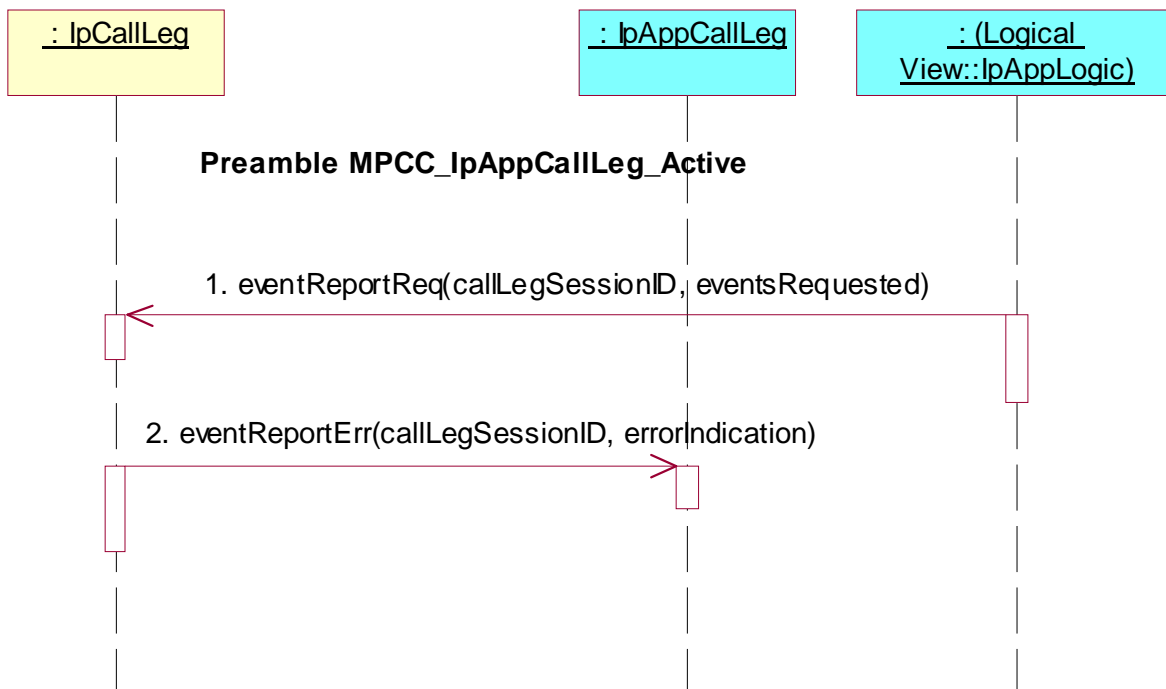 : IpCallLeg
: IpAppCallLeg
: (Logical
View::IpAppLogic)
Preamble MPCC_IpAppCallLeg_Active
1. eventReportReq(callLegSessionID, eventsRequested)
2. eventReportErr(callLegSessionID, errorIndication)